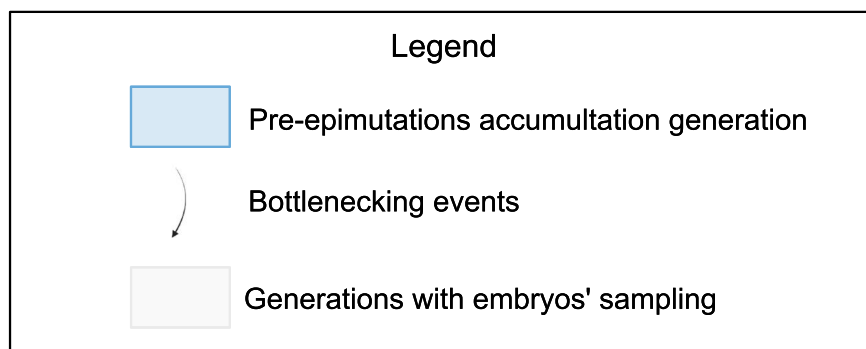 Legend
Pre-epimutations accumultation generation
Bottlenecking events
Generations with embryos' sampling